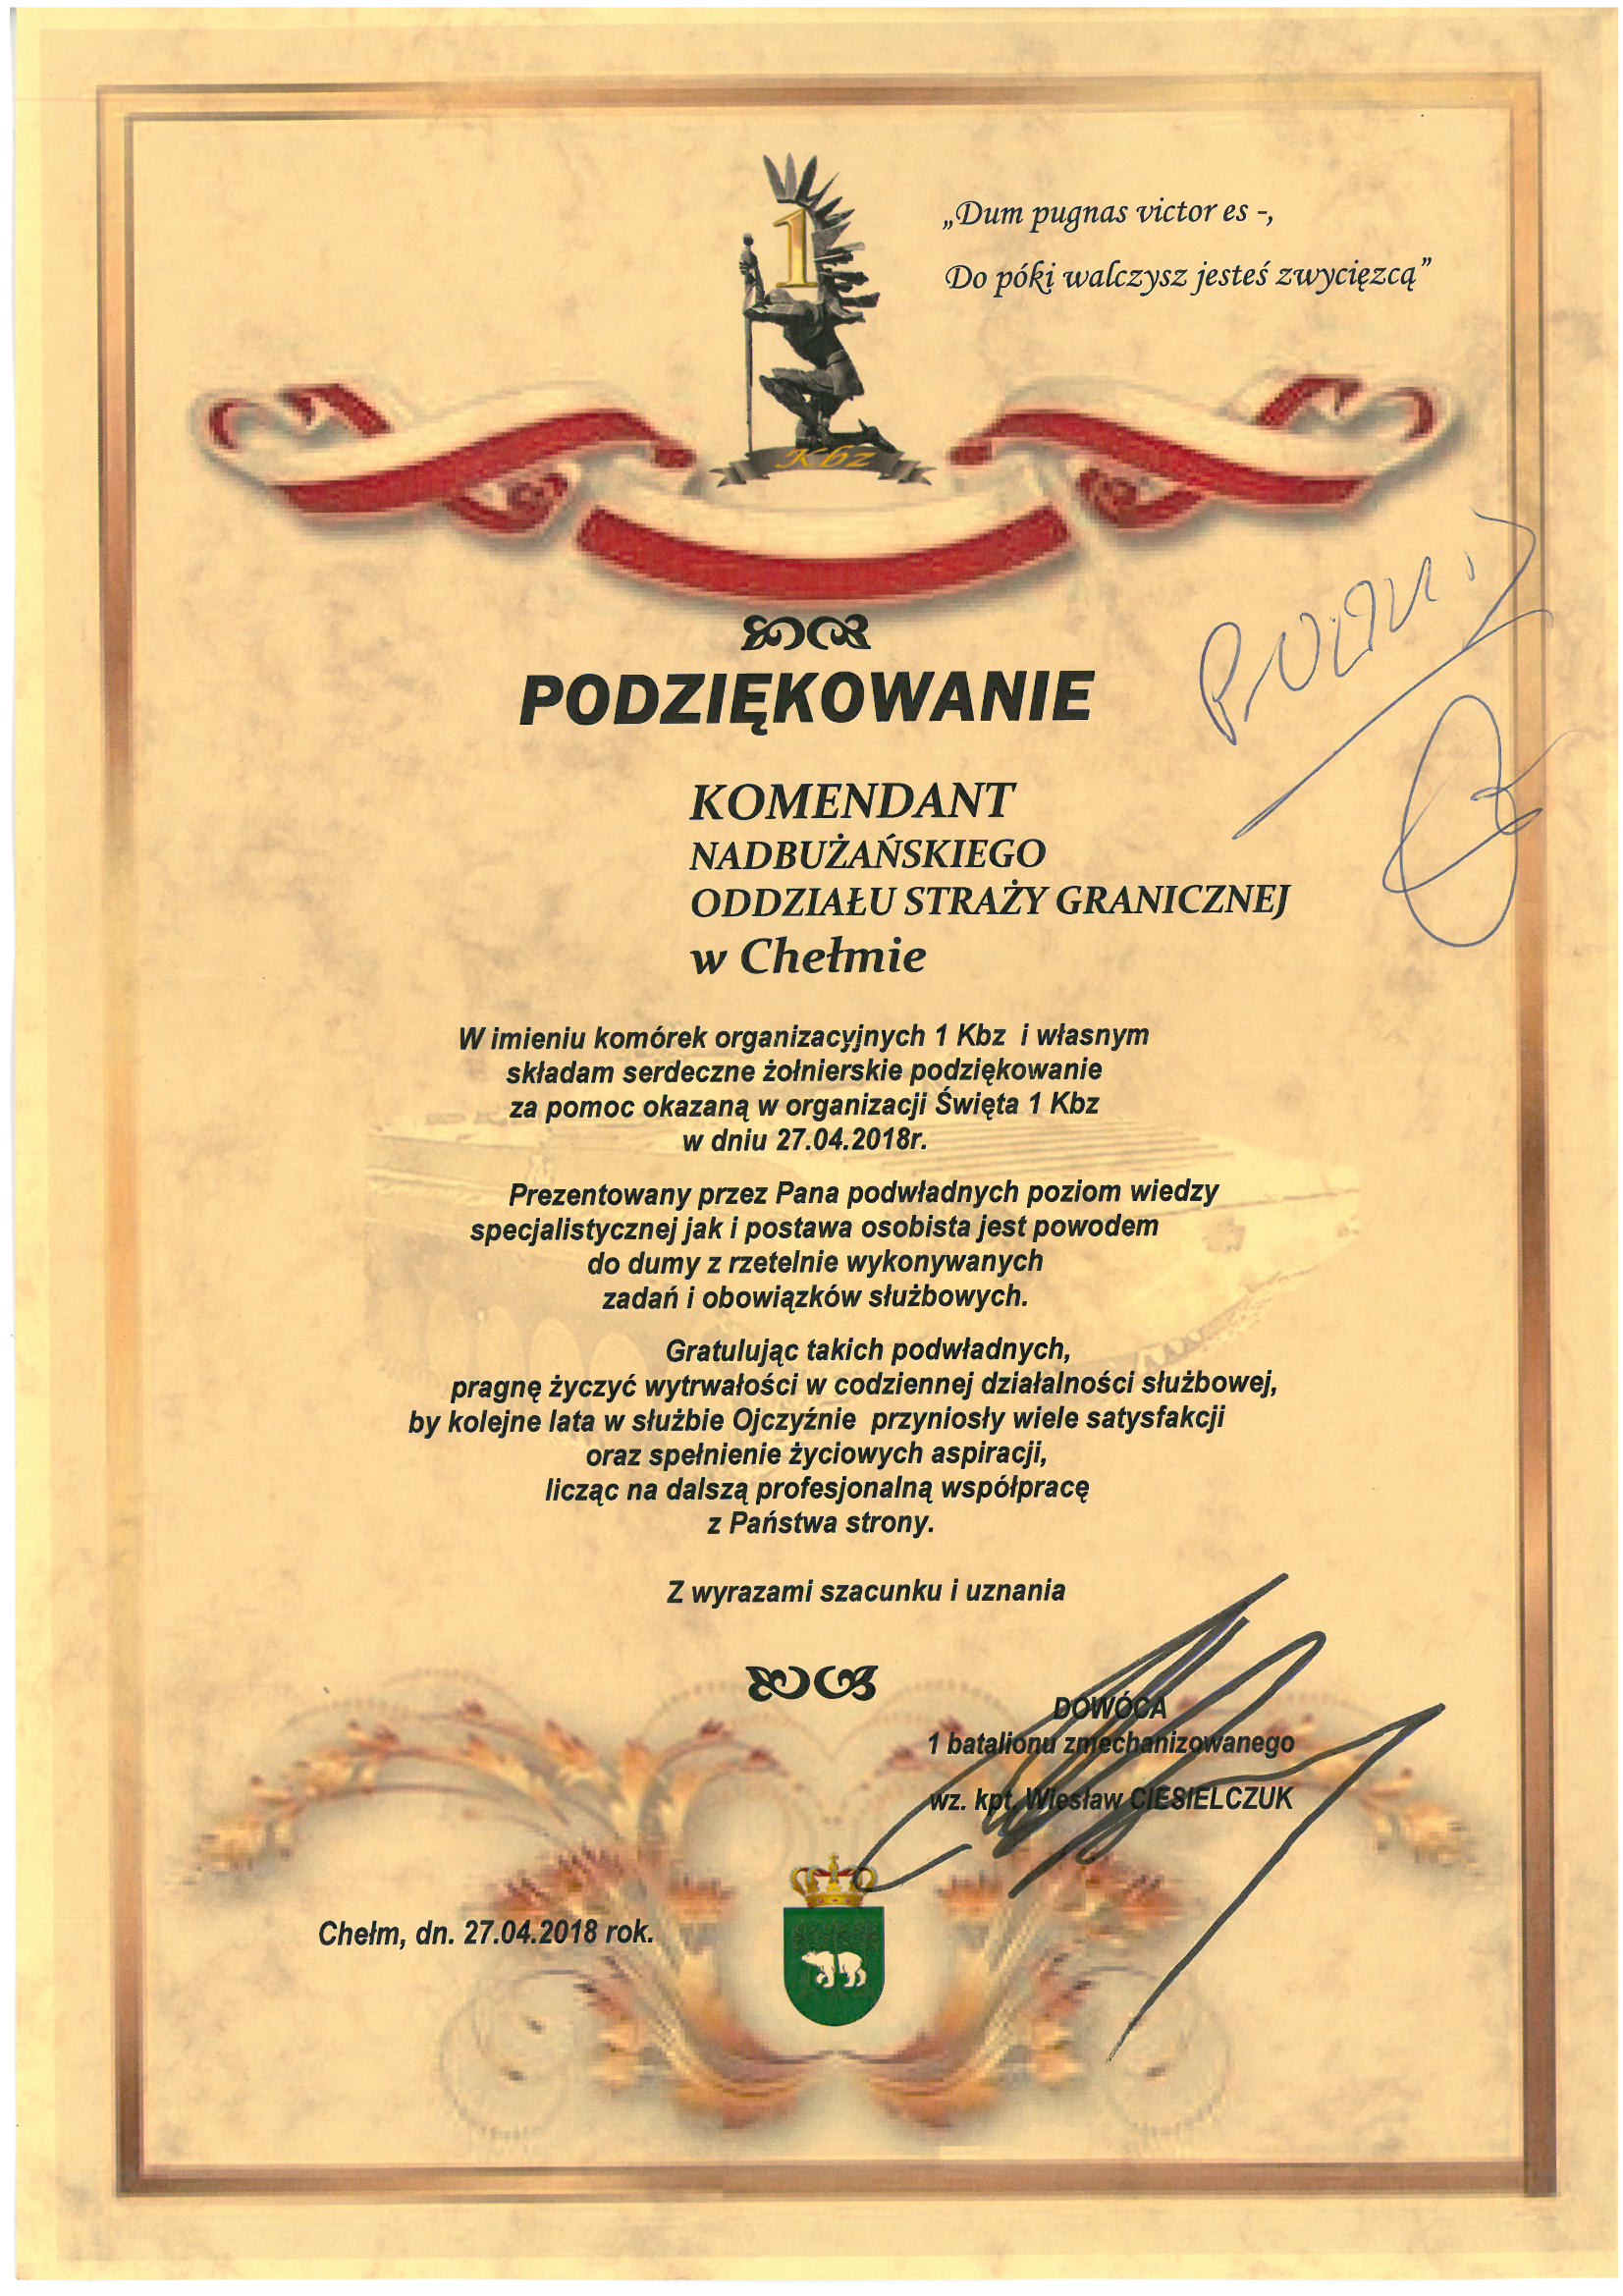 „Dum pugnas victor es -,
Do póki walczysz jesteś zwycięzcą”
1
Kbz
PODZIĘKOWANIE
KOMENDANT
NADBUŻAŃSKIEGO
ODDZIAŁU STRAŻY GRANICZNEJ
w Chełmie
W imieniu komórek organizacyjnych 1 Kbz i własnym
składam serdeczne żołnierskie podziękowanie
za pomoc okazaną w organizacji Święta 1 Kbz
w dniu 27.04.2018r.
Prezentowany przez Pana podwładnych poziom wiedzy
specjalistycznej jak i postawa osobista jest powodem
do dumy z rzetelnie wykonywanych
zadań i obowiązków służbowych.
Gratulując takich podwładnych,
pragnę życzyć wytrwałości w codziennej działalności służbowej,
by kolejne lata w służbie Ojczyźnie przyniosły wiele satysfakcji
oraz spełnienie życiowych aspiracji,
licząc na dalszą profesjonalną współpracę
z Państwa strony.
Z wyrazami szacunku i uznania
DOWÓCA
1 batalionu zmechanizowanego
wz. kpt. Wiesław CIESIELCZUK
Chełm, dn. 27.04.2018 rok.